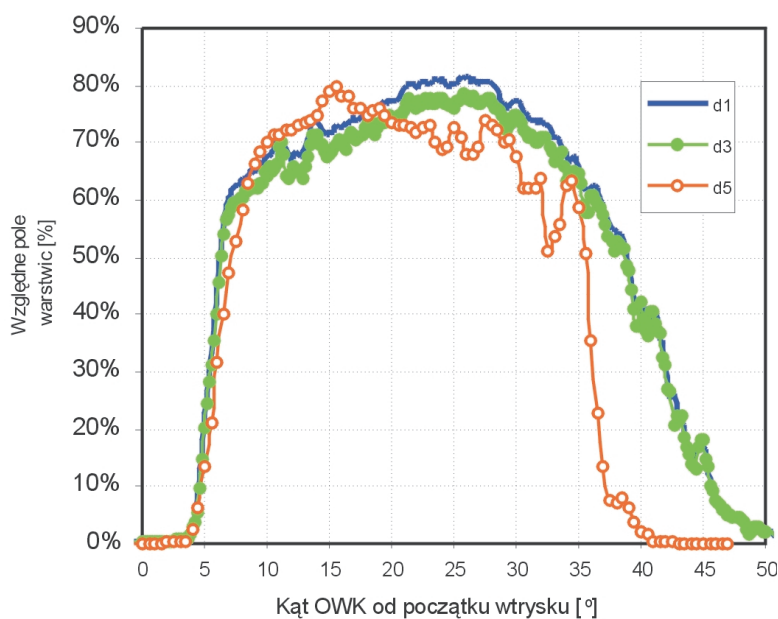 90%
80%
70%
60%
50%
40%
30%
20%
10%
0%
Względne pole
warstwic [%]
d1
d3
d5
0 5 10 15 20 25 30 35 40 45 50
Kąt OWK od początku wtrysku [ º]